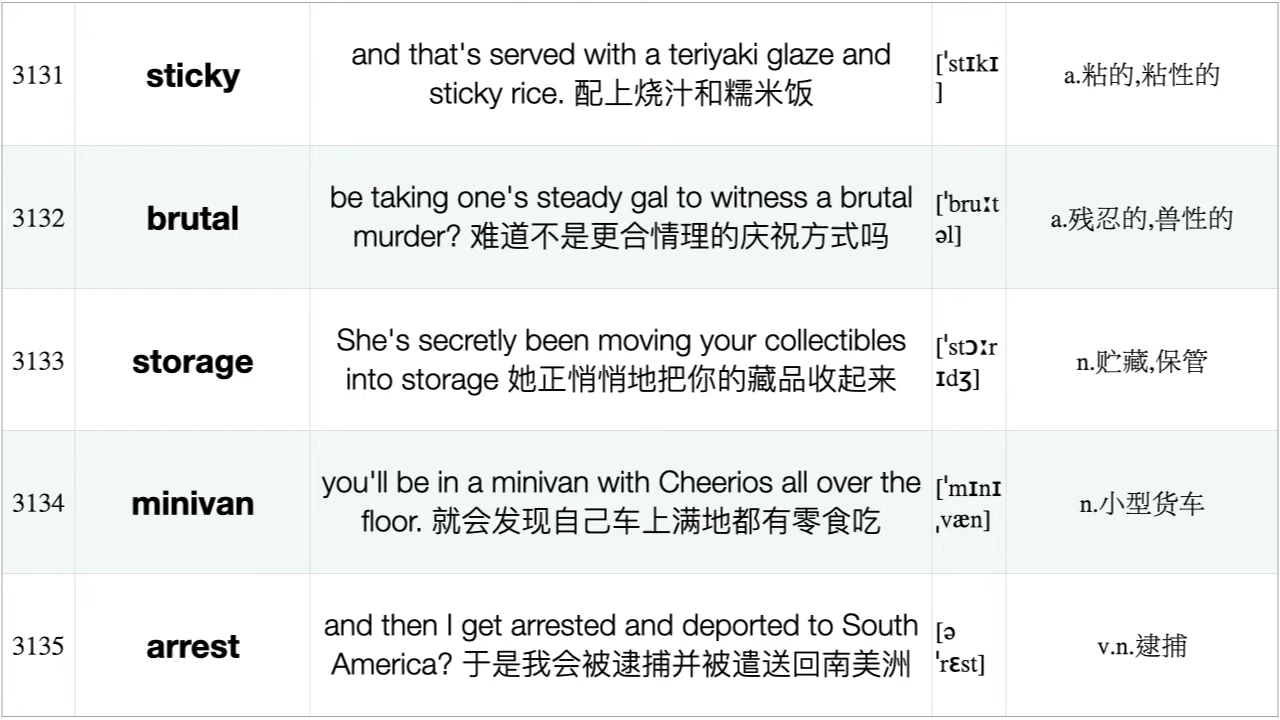 3131
sticky
and that's served with a teriyaki glaze and
sticky rice. 配上烧汁和糯米饭
[ˈstɪkɪ
]
a.粘的,粘性的
3132
brutal
be taking one's steady gal to witness a brutal
murder? 难道不是更合情理的庆祝方式吗
[ˈbruːt
əl]
a.残忍的,兽性的
3133
storage
She's secretly been moving your collectibles
into storage 她正悄悄地把你的藏品收起来
[ˈstɔːr
ɪdʒ]
n.贮藏,保管
3134
minivan
you'll be in a minivan with Cheerios all over the
floor. 就会发现自己车上满地都有零食吃
[ˈmɪnɪ
ˌvæn]
n.小型货车
3135
arrest
and then I get arrested and deported to South
America? 于是我会被逮捕并被遣送回南美洲
[ə
ˈrɛst]
v.n.逮捕